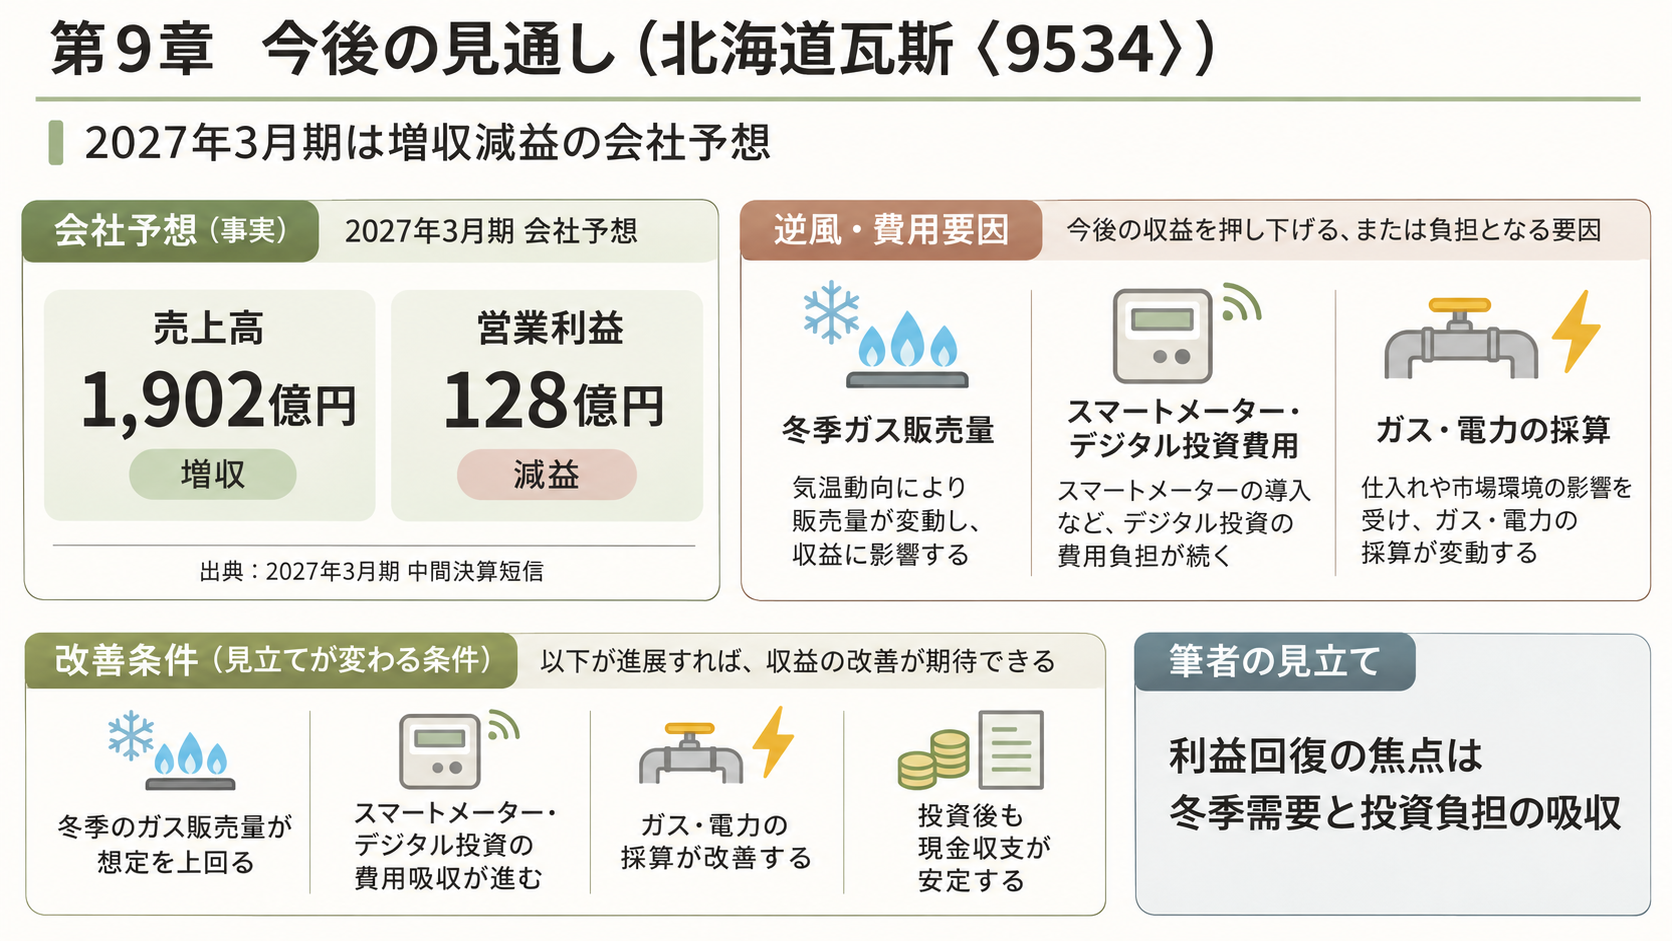 第9章 今後の見通し（北海道瓦斯〈9534〉）
2027年3月期は増収減益の会社予想
会社予想（事実） 2027年3月期 会社予想
売上高
1,902億円
増収
営業利益
128億円
減益
出典：2027年3月期 中間決算短信
逆風・費用要因 今後の収益を押し下げる、または負担となる要因
冬季ガス販売量
気温動向により
販売量が変動し、
収益に影響する
スマートメーター・
デジタル投資費用
スマートメーターの導入
など、デジタル投資の
費用負担が続く
ガス・電力の採算
仕入れや市場環境の影響を
受け、ガス・電力の
採算が変動する
改善条件（見立てが変わる条件） 以下が進展すれば、収益の改善が期待できる
冬季のガス販売量が
想定を上回る
スマートメーター・
デジタル投資の
費用吸収が進む
ガス・電力の
採算が改善する
投資後も
現金収支が
安定する
筆者の見立て
利益回復の焦点は
冬季需要と投資負担の吸収